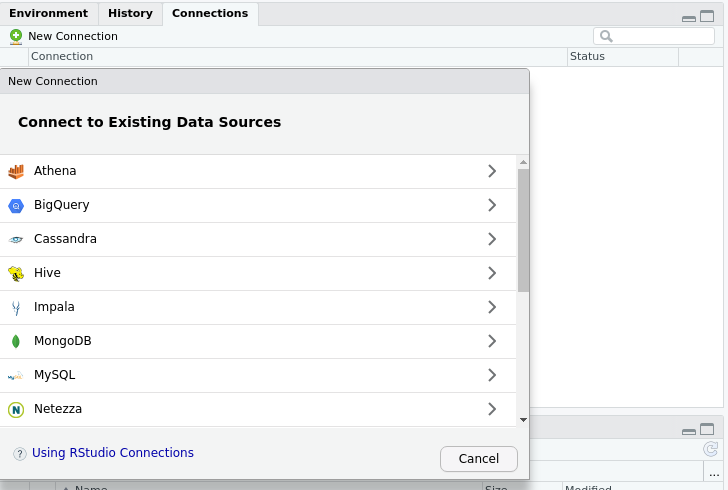 Environment History Connections
New Connection
Connection Status
New Connection
Connect to Existing Data Sources
Athena
BigQuery
Cassandra
Hive
Impala
MongoDB
MySQL
Netezza
? Using RStudio Connections
Cancel
...
Name Size Modified